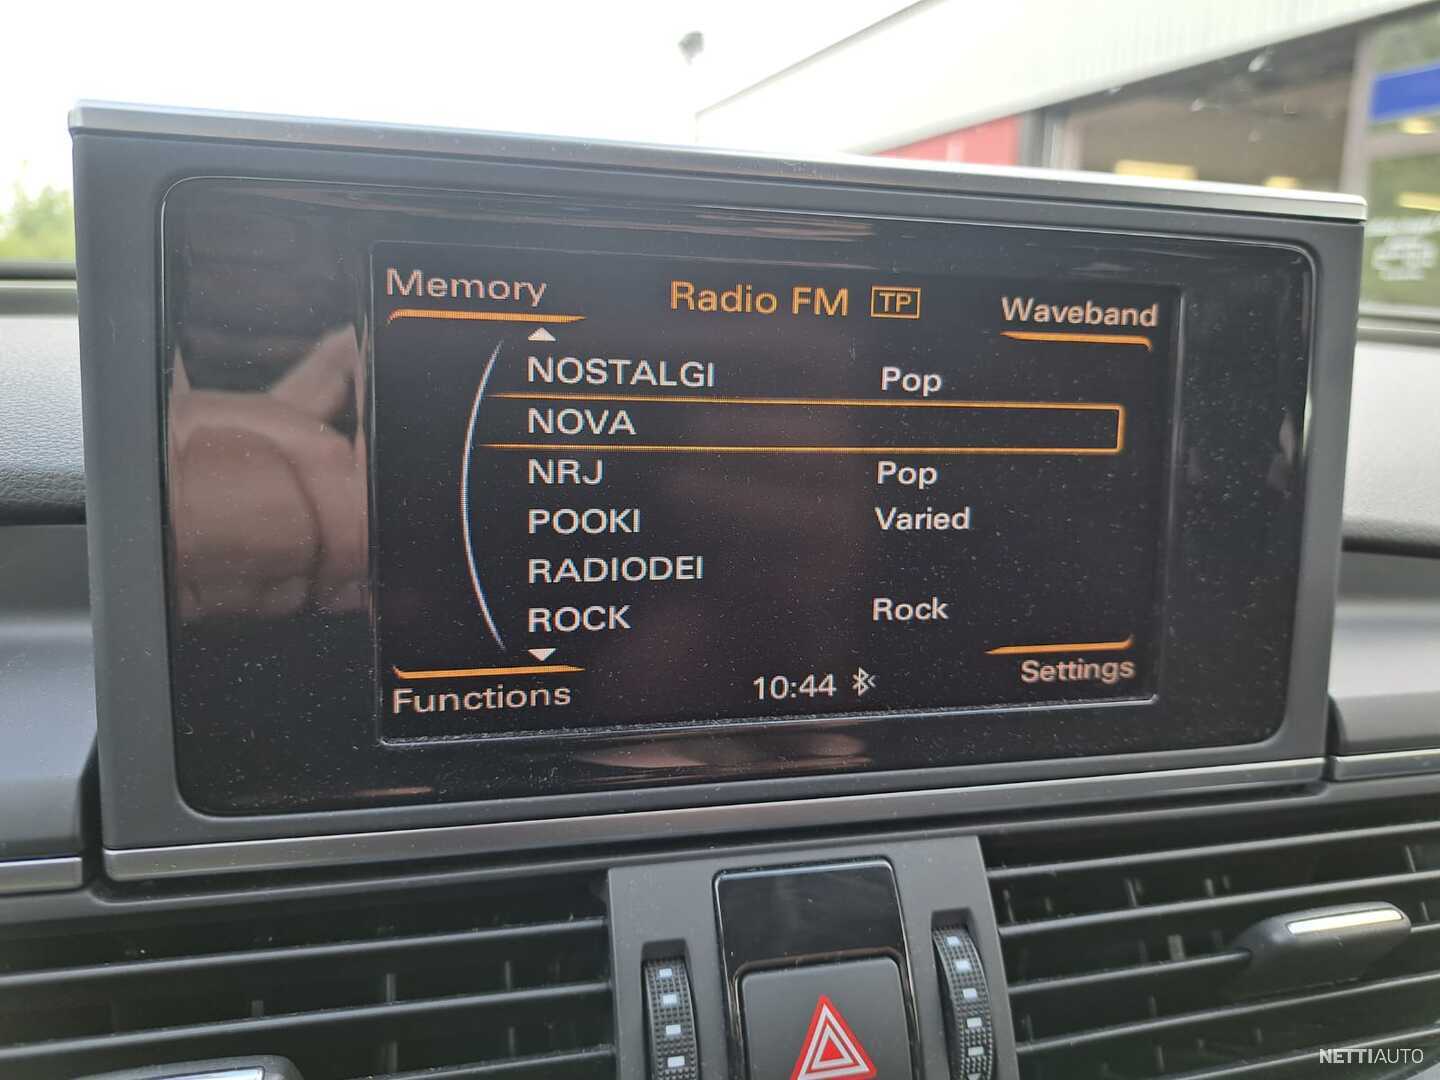 Memory
Radio FM TP
Waveband
NOSTALGI Pop
NOVA
NRJ Pop
POOKI Varied
RADIODEI
ROCK Rock
Functions
10:44
Settings
NETTIAUTO